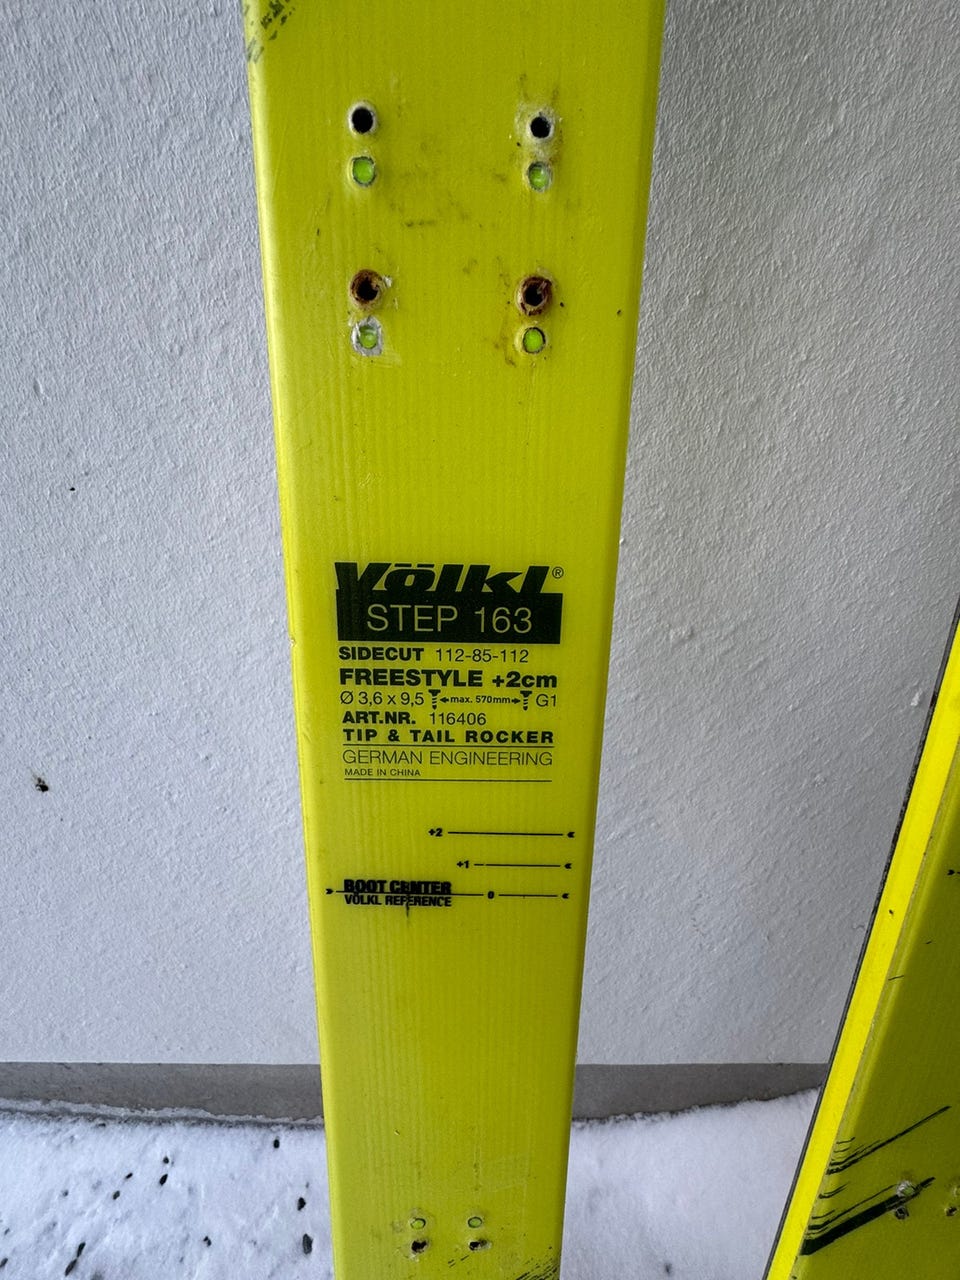 Völkl®
STEP 163
SIDECUT 112-85-112
FREESTYLE +2cm
Ø 3,6 x 9,5 max. 570mm G1
ART.NR. 116406
TIP & TAIL ROCKER
GERMAN ENGINEERING
MADE IN CHINA
+2
+1
BOOT CENTER
VÖLKL REFERENCE 0